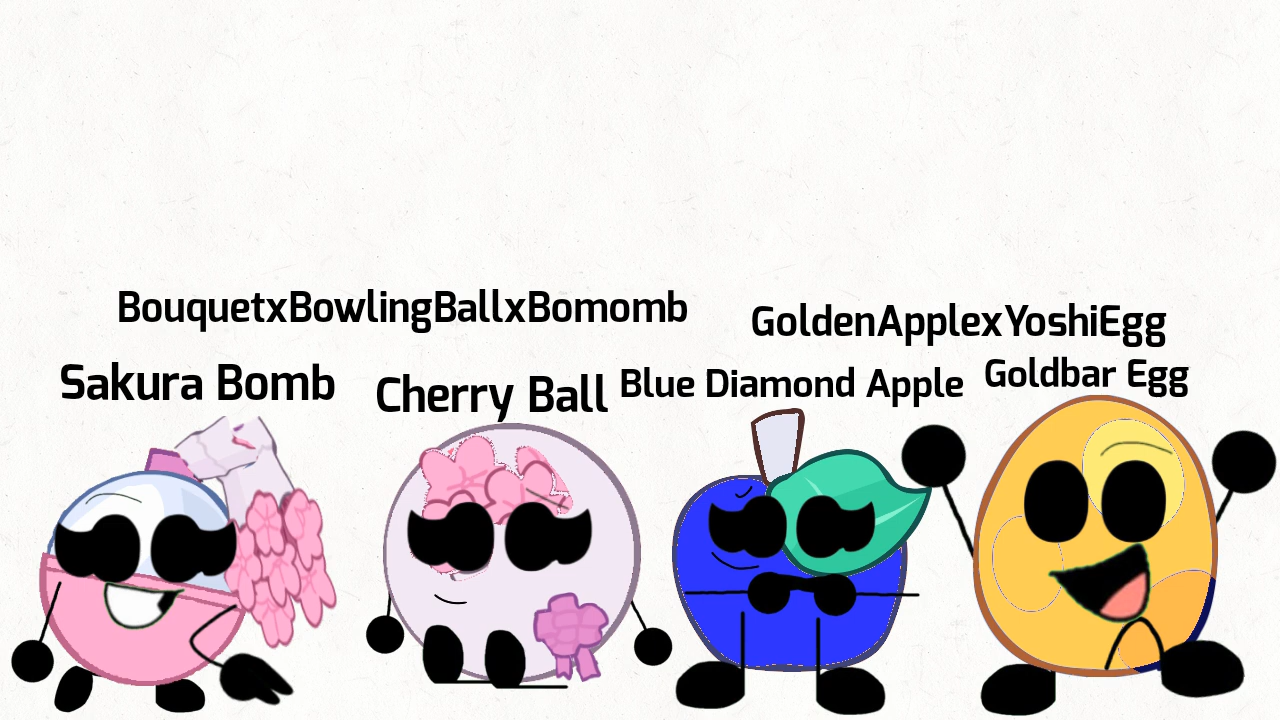 BouquetxBowlingBallxBomomb
GoldenApplexYoshiEgg
Sakura Bomb
Cherry Ball
Blue Diamond Apple
Goldbar Egg